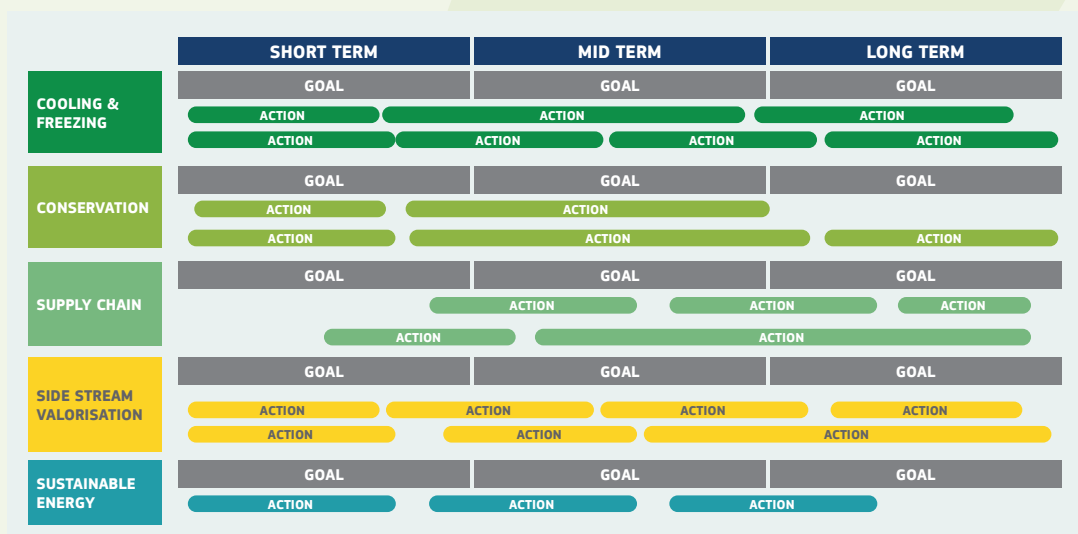 SHORT TERM MID TERM LONG TERM
COOLING &
FREEZING
GOAL GOAL GOAL
ACTION ACTION ACTION
ACTION ACTION ACTION ACTION
CONSERVATION
GOAL GOAL GOAL
ACTION ACTION
ACTION ACTION ACTION
SUPPLY CHAIN
GOAL GOAL GOAL
ACTION ACTION ACTION
ACTION ACTION
SIDE STREAM
VALORISATION
GOAL GOAL GOAL
ACTION ACTION ACTION ACTION
ACTION ACTION ACTION
SUSTAINABLE
ENERGY
GOAL GOAL GOAL
ACTION ACTION ACTION